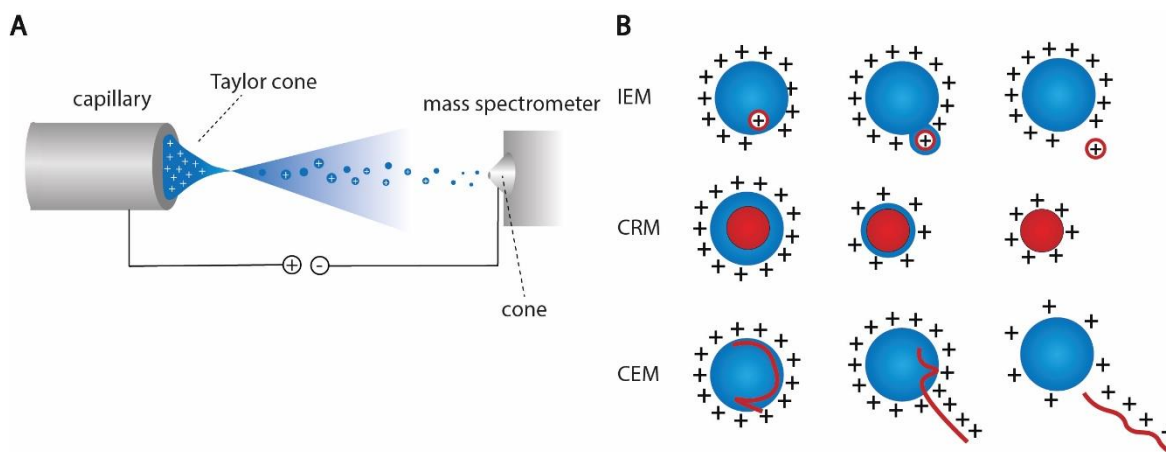 A
B
Taylor cone
capillary
mass spectrometer
cone
IEM
CRM
CEM